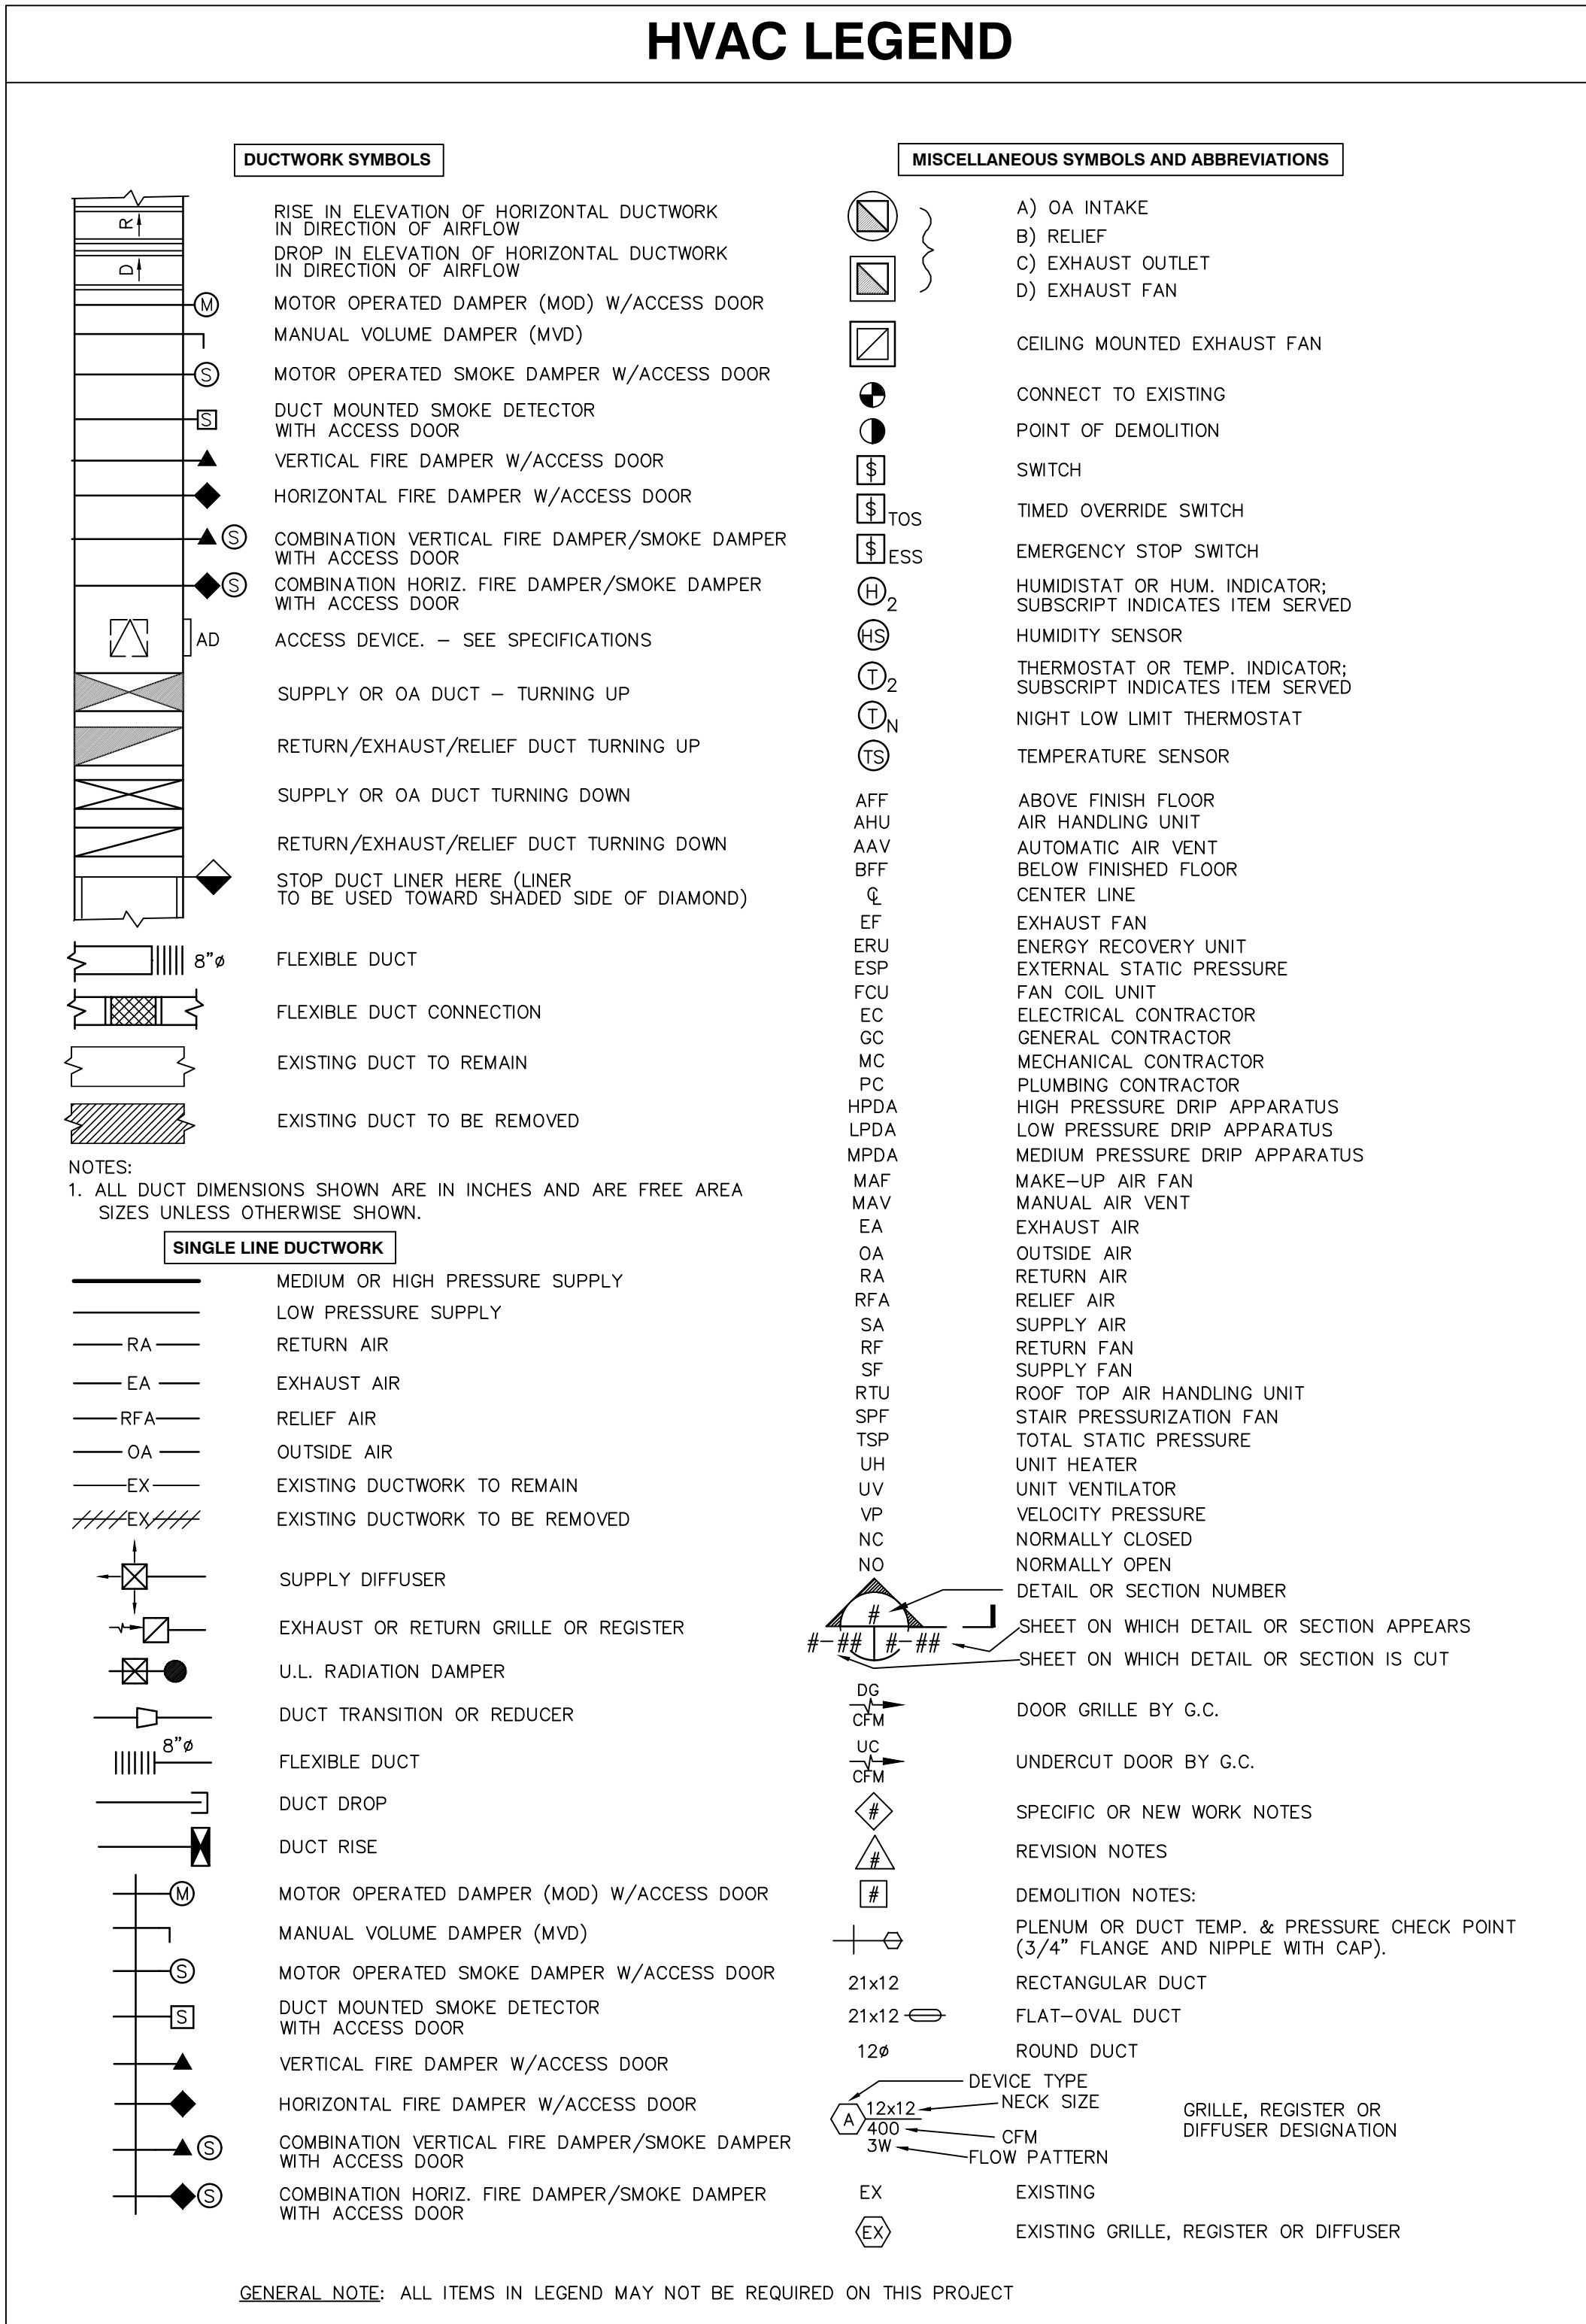 HVAC LEGEND
DUCTWORK SYMBOLS
R
RISE IN ELEVATION OF HORIZONTAL DUCTWORK
IN DIRECTION OF AIRFLOW
D
DROP IN ELEVATION OF HORIZONTAL DUCTWORK
IN DIRECTION OF AIRFLOW
M MOTOR OPERATED DAMPER (MOD) W/ACCESS DOOR
MANUAL VOLUME DAMPER (MVD)
S MOTOR OPERATED SMOKE DAMPER W/ACCESS DOOR
S DUCT MOUNTED SMOKE DETECTOR
WITH ACCESS DOOR
VERTICAL FIRE DAMPER W/ACCESS DOOR
HORIZONTAL FIRE DAMPER W/ACCESS DOOR
S COMBINATION VERTICAL FIRE DAMPER/SMOKE DAMPER
WITH ACCESS DOOR
S COMBINATION HORIZ. FIRE DAMPER/SMOKE DAMPER
WITH ACCESS DOOR
AD ACCESS DEVICE. – SEE SPECIFICATIONS
SUPPLY OR OA DUCT – TURNING UP
RETURN/EXHAUST/RELIEF DUCT TURNING UP
SUPPLY OR OA DUCT TURNING DOWN
RETURN/EXHAUST/RELIEF DUCT TURNING DOWN
STOP DUCT LINER HERE (LINER
TO BE USED TOWARD SHADED SIDE OF DIAMOND)
8"ø FLEXIBLE DUCT
FLEXIBLE DUCT CONNECTION
EXISTING DUCT TO REMAIN
EXISTING DUCT TO BE REMOVED
NOTES:
1. ALL DUCT DIMENSIONS SHOWN ARE IN INCHES AND ARE FREE AREA
SIZES UNLESS OTHERWISE SHOWN.
SINGLE LINE DUCTWORK
MEDIUM OR HIGH PRESSURE SUPPLY
LOW PRESSURE SUPPLY
RA RETURN AIR
EA EXHAUST AIR
RFA RELIEF AIR
OA OUTSIDE AIR
EX EXISTING DUCTWORK TO REMAIN
EX EXISTING DUCTWORK TO BE REMOVED
SUPPLY DIFFUSER
EXHAUST OR RETURN GRILLE OR REGISTER
U.L. RADIATION DAMPER
DUCT TRANSITION OR REDUCER
8"ø FLEXIBLE DUCT
DUCT DROP
DUCT RISE
M MOTOR OPERATED DAMPER (MOD) W/ACCESS DOOR
MANUAL VOLUME DAMPER (MVD)
S MOTOR OPERATED SMOKE DAMPER W/ACCESS DOOR
S DUCT MOUNTED SMOKE DETECTOR
WITH ACCESS DOOR
VERTICAL FIRE DAMPER W/ACCESS DOOR
HORIZONTAL FIRE DAMPER W/ACCESS DOOR
S COMBINATION VERTICAL FIRE DAMPER/SMOKE DAMPER
WITH ACCESS DOOR
S COMBINATION HORIZ. FIRE DAMPER/SMOKE DAMPER
WITH ACCESS DOOR
MISCELLANEOUS SYMBOLS AND ABBREVIATIONS
A) OA INTAKE
B) RELIEF
C) EXHAUST OUTLET
D) EXHAUST FAN
CEILING MOUNTED EXHAUST FAN
CONNECT TO EXISTING
POINT OF DEMOLITION
$ SWITCH
$ TOS TIMED OVERRIDE SWITCH
$ ESS EMERGENCY STOP SWITCH
H 2 HUMIDISTAT OR HUM. INDICATOR;
SUBSCRIPT INDICATES ITEM SERVED
HS HUMIDITY SENSOR
T 2 THERMOSTAT OR TEMP. INDICATOR;
SUBSCRIPT INDICATES ITEM SERVED
T N NIGHT LOW LIMIT THERMOSTAT
TS TEMPERATURE SENSOR
AFF ABOVE FINISH FLOOR
AHU AIR HANDLING UNIT
AAV AUTOMATIC AIR VENT
BFF BELOW FINISHED FLOOR
℄ CENTER LINE
EF EXHAUST FAN
ERU ENERGY RECOVERY UNIT
ESP EXTERNAL STATIC PRESSURE
FCU FAN COIL UNIT
EC ELECTRICAL CONTRACTOR
GC GENERAL CONTRACTOR
MC MECHANICAL CONTRACTOR
PC PLUMBING CONTRACTOR
HPDA HIGH PRESSURE DRIP APPARATUS
LPDA LOW PRESSURE DRIP APPARATUS
MPDA MEDIUM PRESSURE DRIP APPARATUS
MAF MAKE–UP AIR FAN
MAV MANUAL AIR VENT
EA EXHAUST AIR
OA OUTSIDE AIR
RA RETURN AIR
RFA RELIEF AIR
SA SUPPLY AIR
RF RETURN FAN
SF SUPPLY FAN
RTU ROOF TOP AIR HANDLING UNIT
SPF STAIR PRESSURIZATION FAN
TSP TOTAL STATIC PRESSURE
UH UNIT HEATER
UV UNIT VENTILATOR
VP VELOCITY PRESSURE
NC NORMALLY CLOSED
NO NORMALLY OPEN
DETAIL OR SECTION NUMBER
#
SHEET ON WHICH DETAIL OR SECTION APPEARS
#–## #–##
SHEET ON WHICH DETAIL OR SECTION IS CUT
DG
CFM DOOR GRILLE BY G.C.
UC
CFM UNDERCUT DOOR BY G.C.
# SPECIFIC OR NEW WORK NOTES
# REVISION NOTES
# DEMOLITION NOTES:
PLENUM OR DUCT TEMP. & PRESSURE CHECK POINT
(3/4" FLANGE AND NIPPLE WITH CAP).
21x12 RECTANGULAR DUCT
21x12 FLAT–OVAL DUCT
12ø ROUND DUCT
DEVICE TYPE
12x12 NECK SIZE
A
400 CFM
3W FLOW PATTERN
GRILLE, REGISTER OR
DIFFUSER DESIGNATION
EX EXISTING
EX EXISTING GRILLE, REGISTER OR DIFFUSER
GENERAL NOTE: ALL ITEMS IN LEGEND MAY NOT BE REQUIRED ON THIS PROJECT